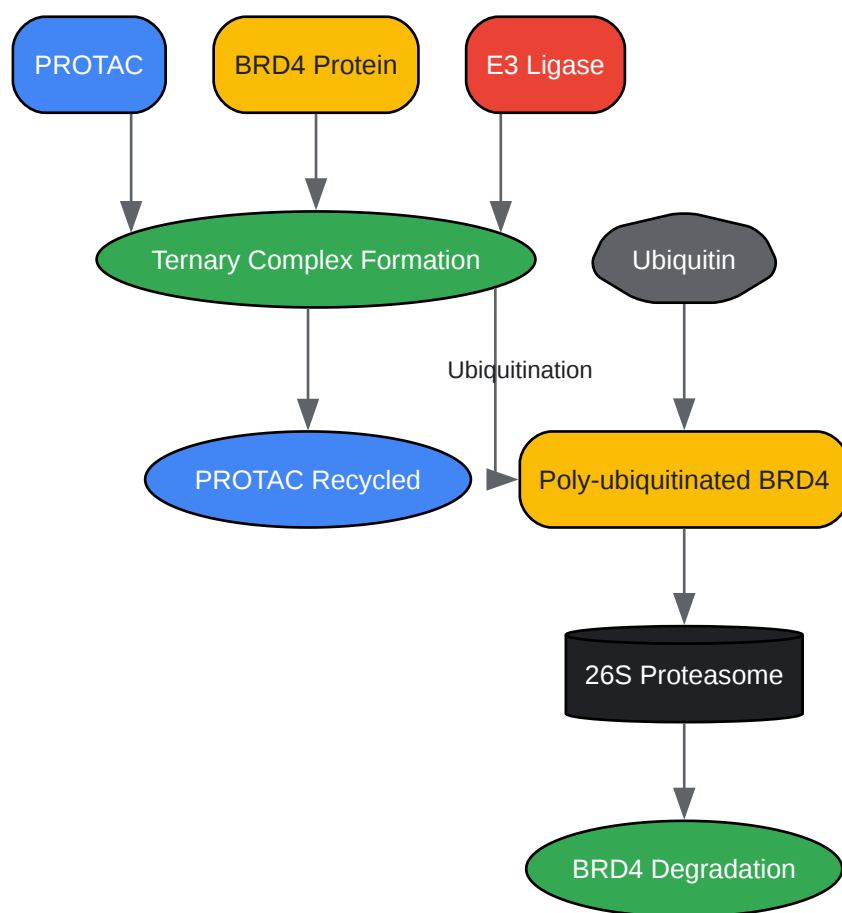 PROTAC
BRD4 Protein
E3 Ligase
Ternary Complex Formation
Ubiquitin
Ubiquitination
PROTAC Recycled
Poly-ubiquitinated BRD4
26S Proteasome
BRD4 Degradation